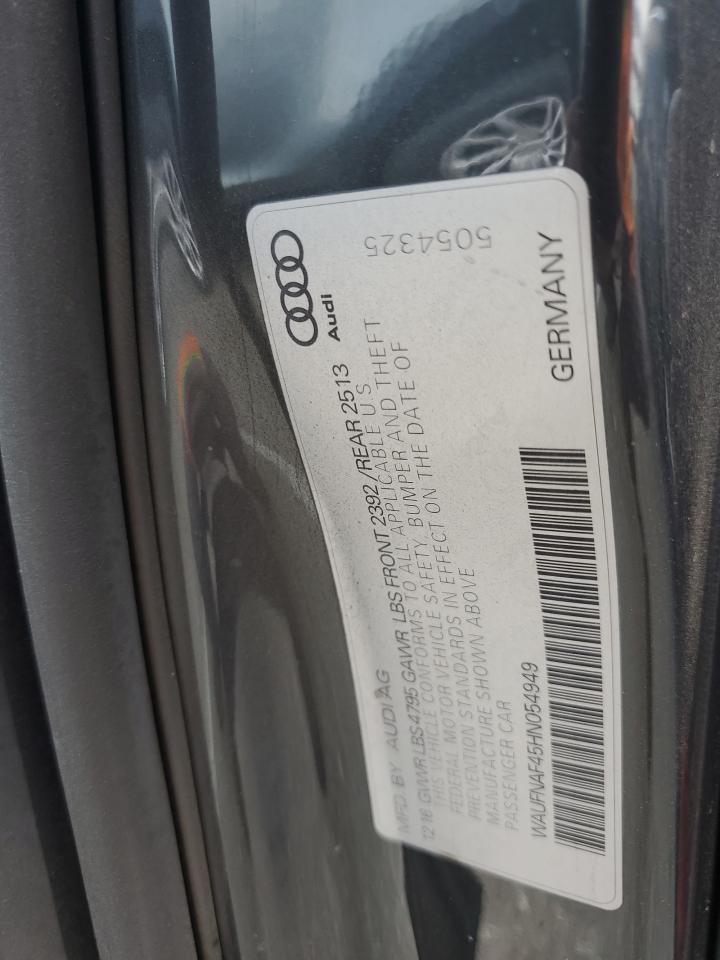 Audi
5054325
MFD. BY AUDI AG
12 16 GVWR LBS 4795 GAWR LBS FRONT 2392 /REAR 2513
THIS VEHICLE CONFORMS TO ALL APPLICABLE U.S.
FEDERAL MOTOR VEHICLE SAFETY, BUMPER AND THEFT
PREVENTION STANDARDS IN EFFECT ON THE DATE OF
MANUFACTURE SHOWN ABOVE
PASSENGER CAR
WAUFNAF45HN054949
GERMANY